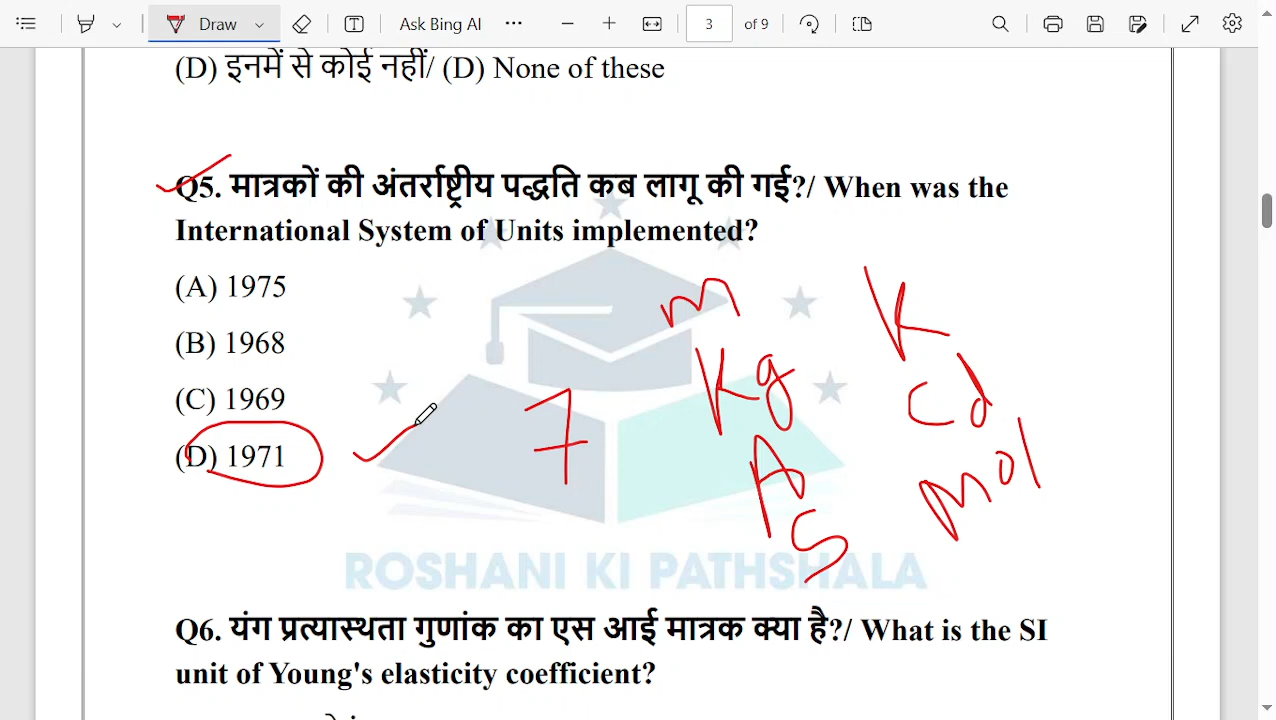 Draw
Ask Bing AI
3 of 9
(D) इनमें से कोई नहीं/ (D) None of these
Q5. मात्रकों की अंतर्राष्ट्रीय पद्धति कब लागू की गई?/ When was the
International System of Units implemented?
(A) 1975
(B) 1968
(C) 1969
(D) 1971
7
m
Kg
A
S
K
Cd
Mol
ROSHANI KI PATHSHALA
Q6. यंग प्रत्यास्थता गुणांक का एस आई मात्रक क्या है?/ What is the SI
unit of Young's elasticity coefficient?